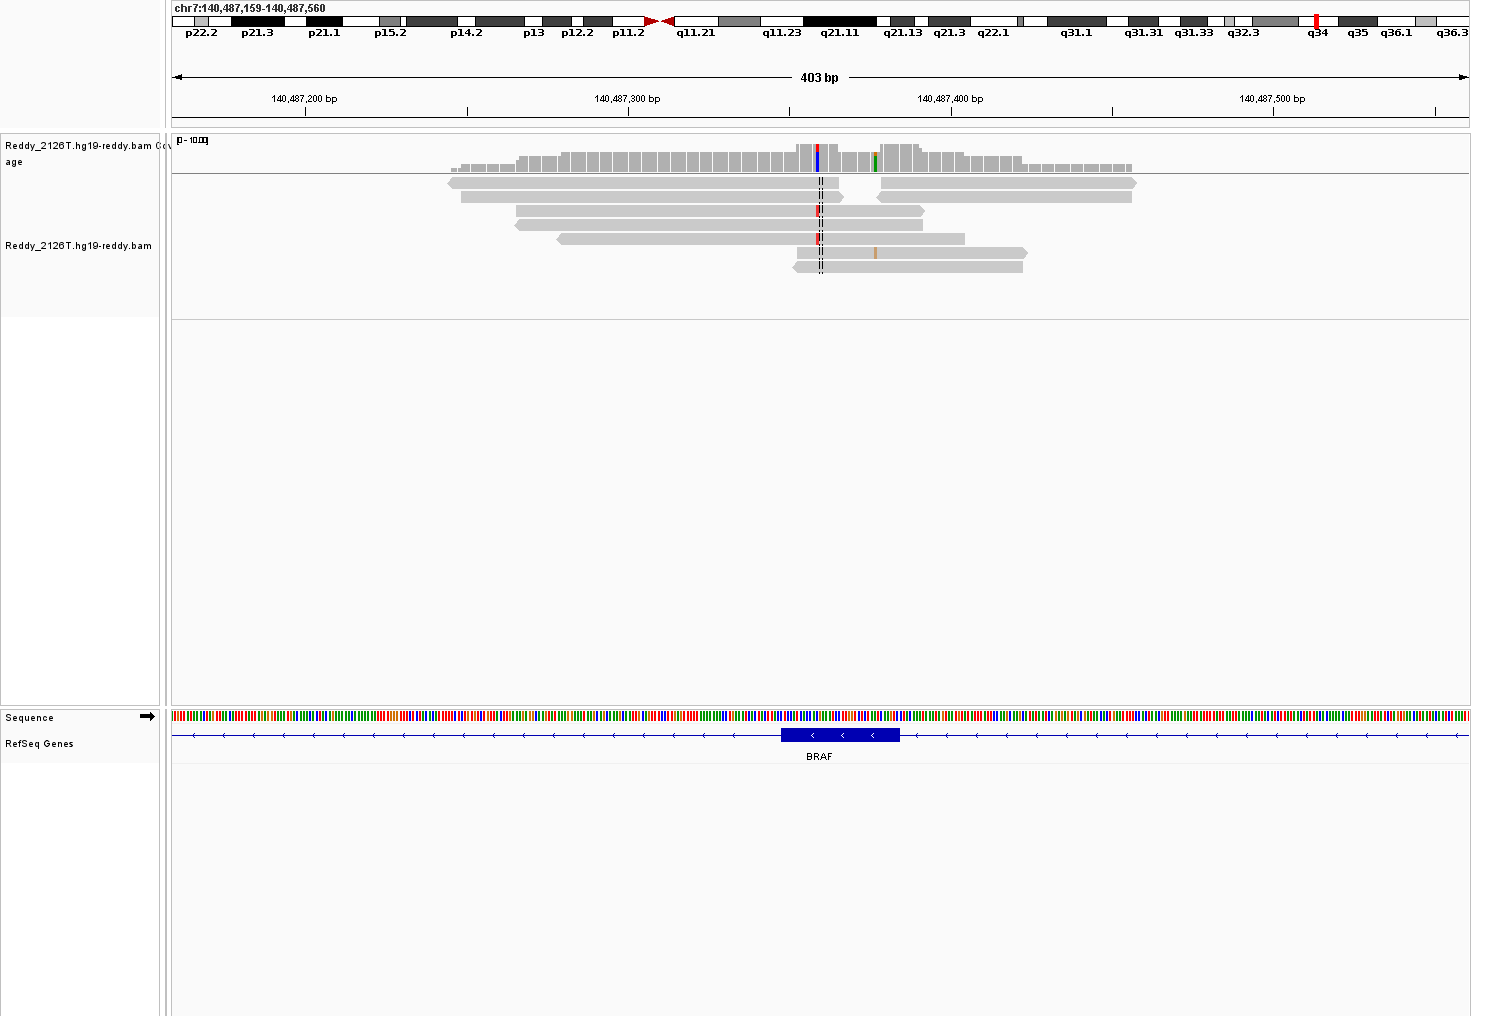 chr7:140,487,159-140,487,560
p22.2 p21.3 p21.1 p15.2 p14.2 p13 p12.2 p11.2 q11.21 q11.23 q21.11 q21.13 q21.3 q22.1 q31.1 q31.31 q31.33 q32.3 q34 q35 q36.1 q36.3
403 bp
140,487,200 bp 140,487,300 bp 140,487,400 bp 140,487,500 bp
Reddy_2126T.hg19-reddy.bam Cov
age
[0 - 10.00]
Reddy_2126T.hg19-reddy.bam
Sequence
RefSeq Genes
BRAF